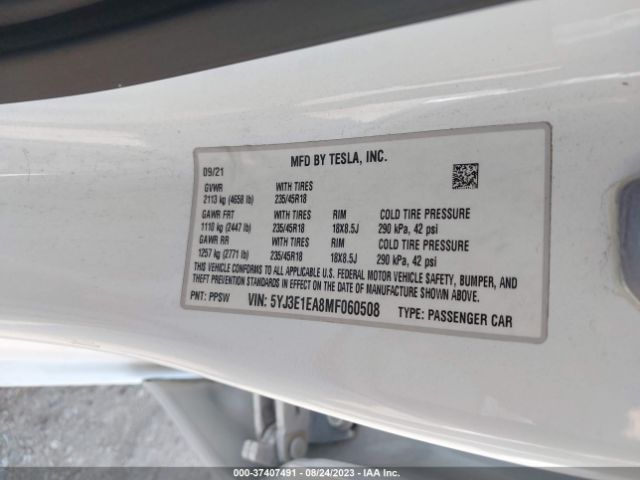 MFD BY TESLA, INC.
09/21
GVWR WITH TIRES
2113 kg (4658 lb) 235/45R18
GAWR FRT WITH TIRES RIM COLD TIRE PRESSURE
1110 kg (2447 lb) 235/45R18 18X8.5J 290 kPa, 42 psi
GAWR RR WITH TIRES RIM COLD TIRE PRESSURE
1257 kg (2771 lb) 235/45R18 18X8.5J 290 kPa, 42 psi
THIS VEHICLE CONFORMS TO ALL APPLICABLE U.S. FEDERAL MOTOR VEHICLE SAFETY, BUMPER, AND
THEFT PREVENTION STANDARDS IN EFFECT ON THE DATE OF MANUFACTURE SHOWN ABOVE.
PNT: PPSW VIN: 5YJ3E1EA8MF060508 TYPE: PASSENGER CAR
000-37407491 - 08/24/2023 - IAA Inc.